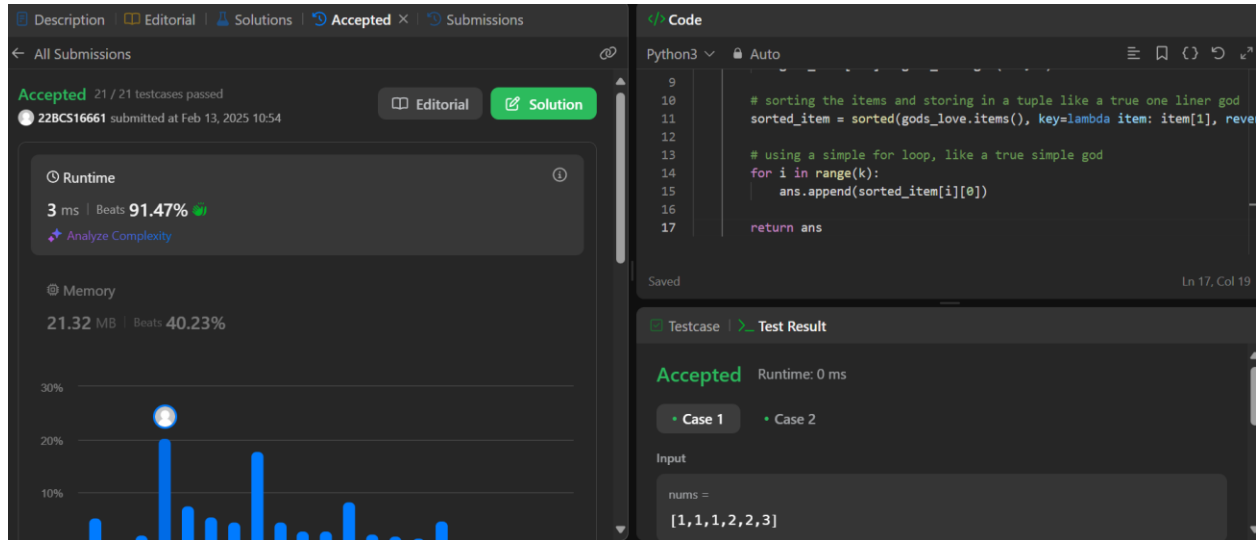 Description Editorial Solutions Accepted × Submissions
All Submissions
Accepted 21 / 21 testcases passed
22BCS16661 submitted at Feb 13, 2025 10:54
Editorial
Solution
Runtime
3 ms | Beats 91.47%
Analyze Complexity
Memory
21.32 MB | Beats 40.23%
30%
20%
10%
</> Code
Python3 Auto
9
10 # sorting the items and storing in a tuple like a true one liner god
11 sorted_item = sorted(gods_love.items(), key=lambda item: item[1], reve
12
13 # using a simple for loop, like a true simple god
14 for i in range(k):
15 ans.append(sorted_item[i][0])
16
17 return ans
Saved
Ln 17, Col 19
Testcase >_ Test Result
Accepted Runtime: 0 ms
• Case 1 • Case 2
Input
nums =
[1,1,1,2,2,3]